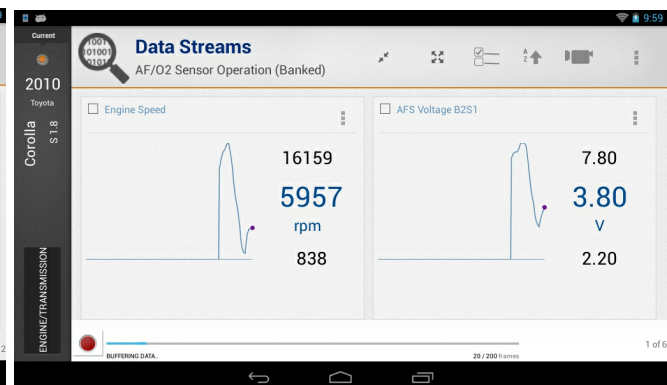 9:59
Current
2010
Toyota
Corolla
S 1.8
ENGINE/TRANSMISSION
Data Streams
AF/O2 Sensor Operation (Banked)
Engine Speed
16159
5957
rpm
838
AFS Voltage B2S1
7.80
3.80
V
2.20
BUFFERING DATA..
20 / 200 frames
1 of 6
2